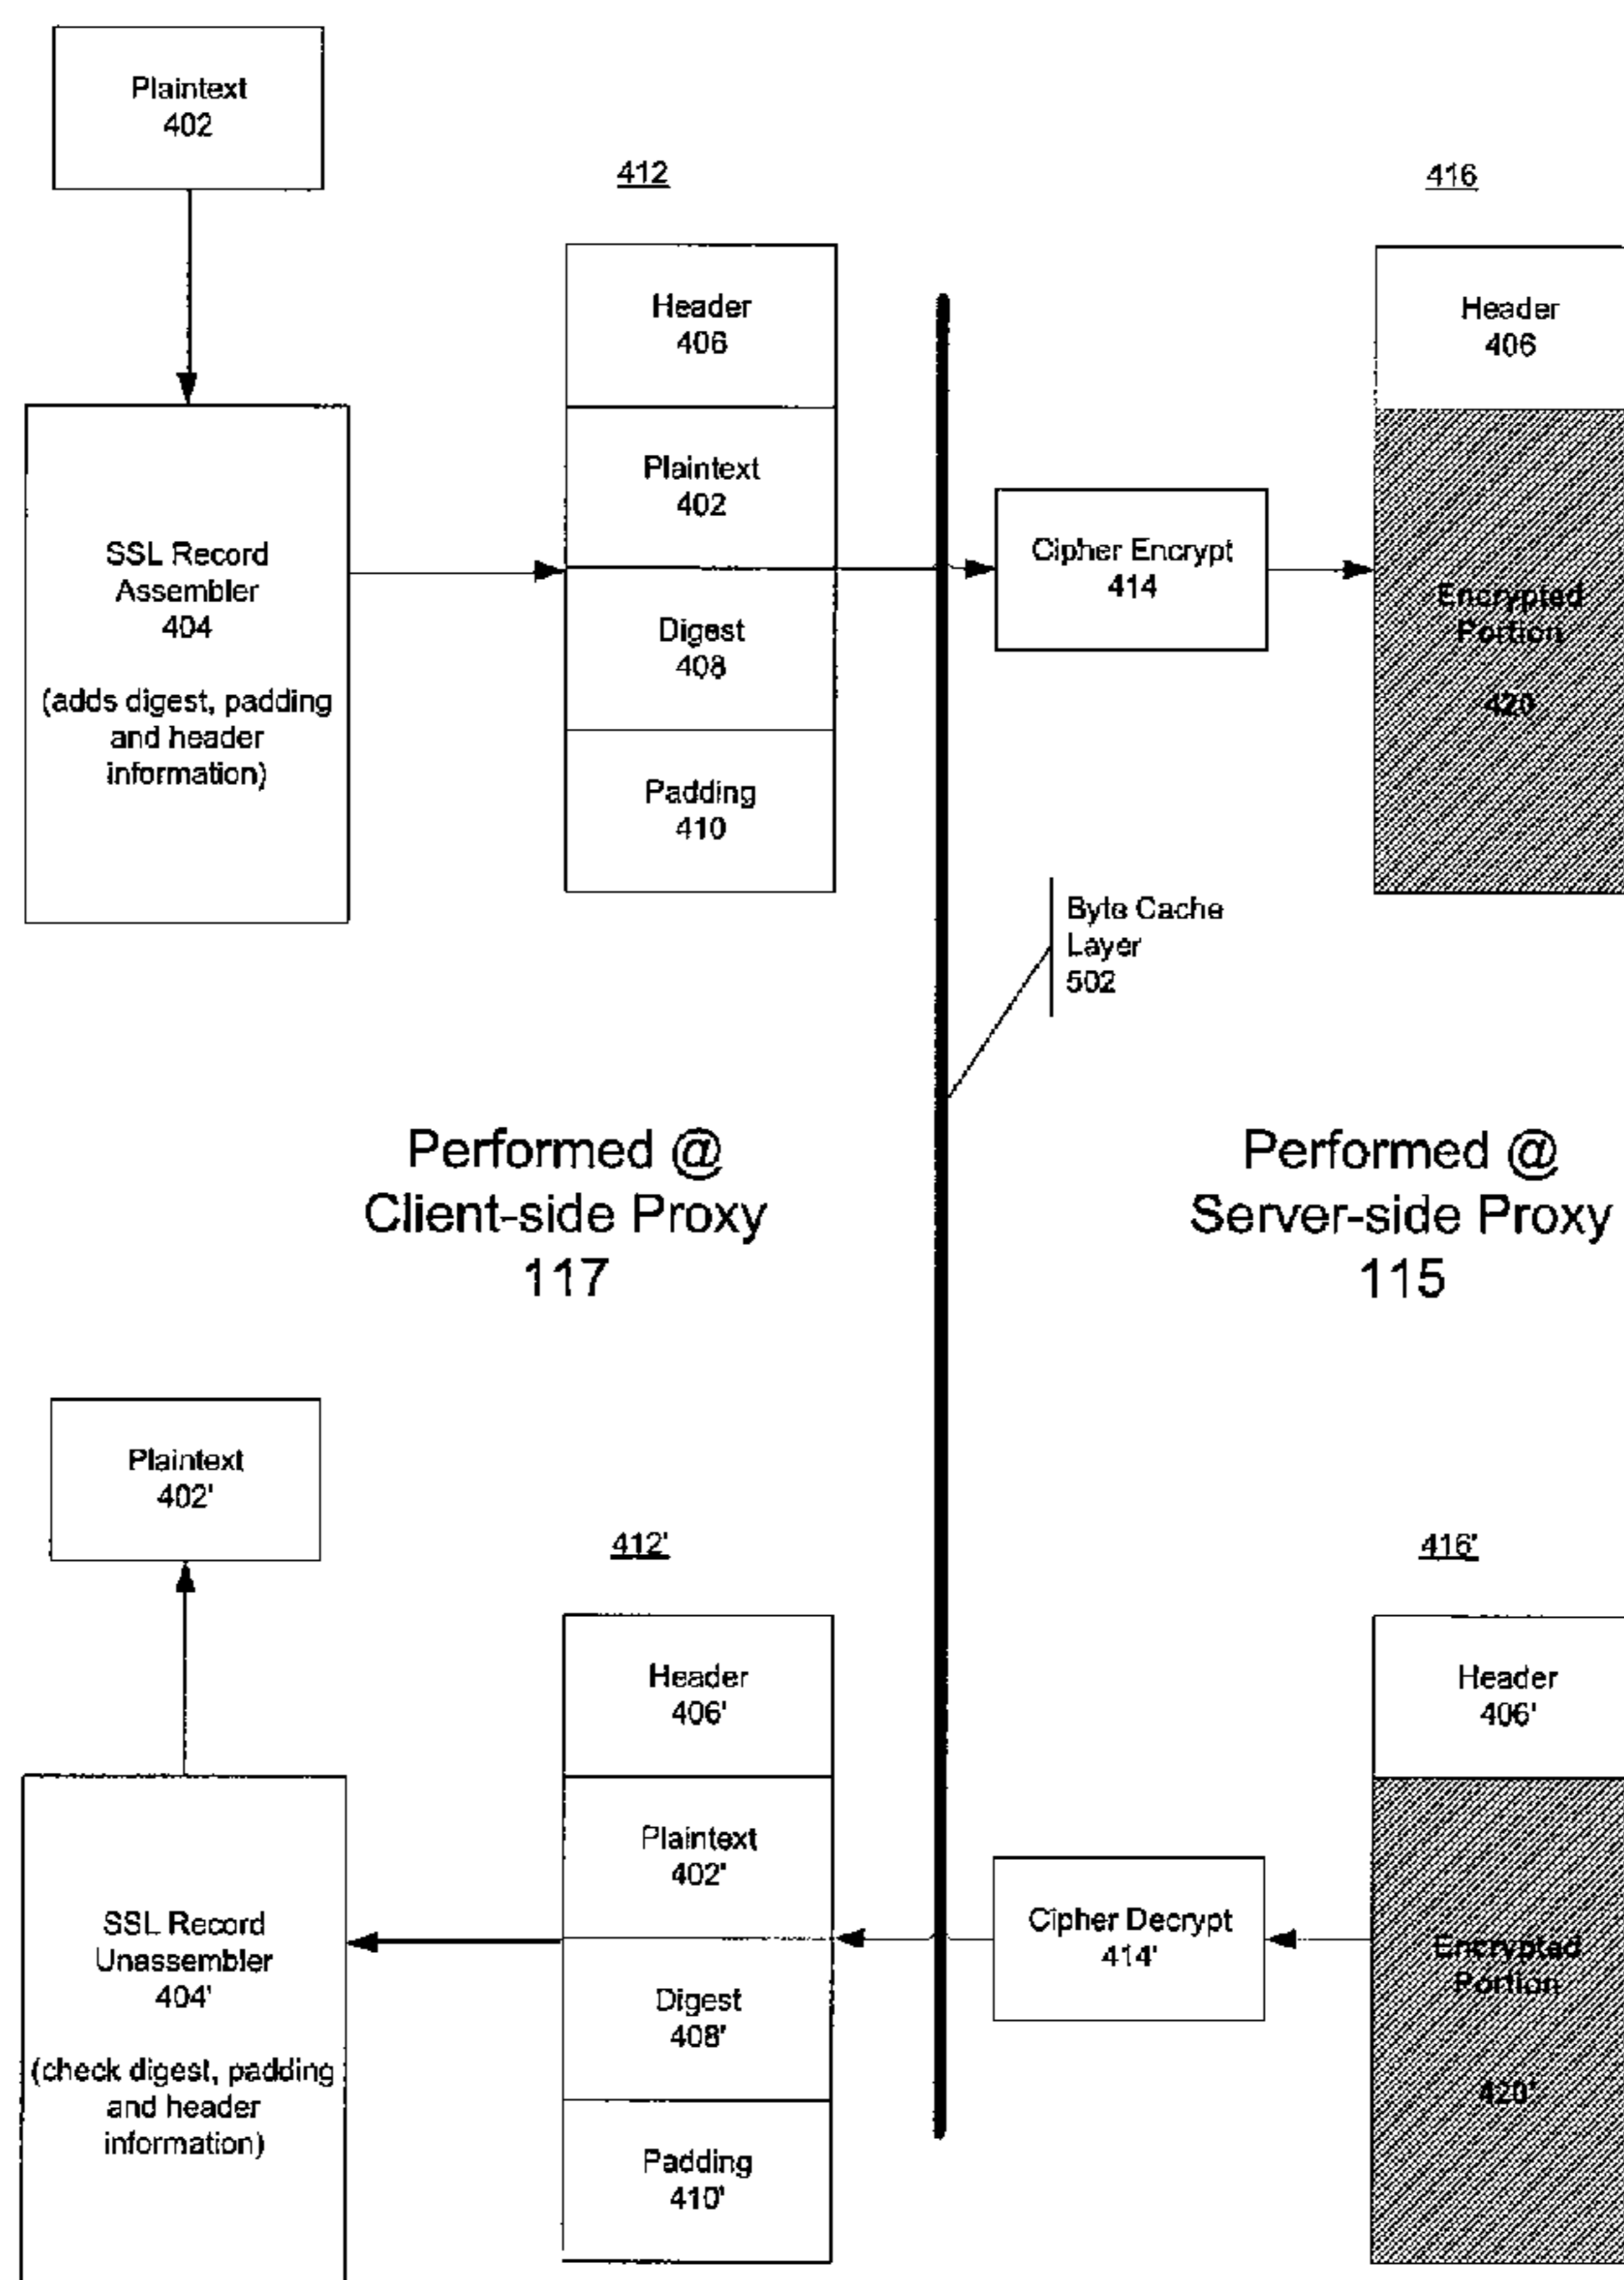 Plaintext
402
412
416
Header
406
Header
406
Plaintext
402
SSL Record
Assembler
404
(adds digest, padding
and header
information)
Cipher Encrypt
414
Encrypted
Portion
420
Digest
408
Padding
410
Byte Cache
Layer
502
Performed @
Client-side Proxy
117
Performed @
Server-side Proxy
115
Plaintext
402'
412'
416'
Header
406'
Header
406'
Plaintext
402'
SSL Record
Unassembler
404'
(check digest, padding
and header
information)
Cipher Decrypt
414'
Encrypted
Portion
420'
Digest
408'
Padding
410'